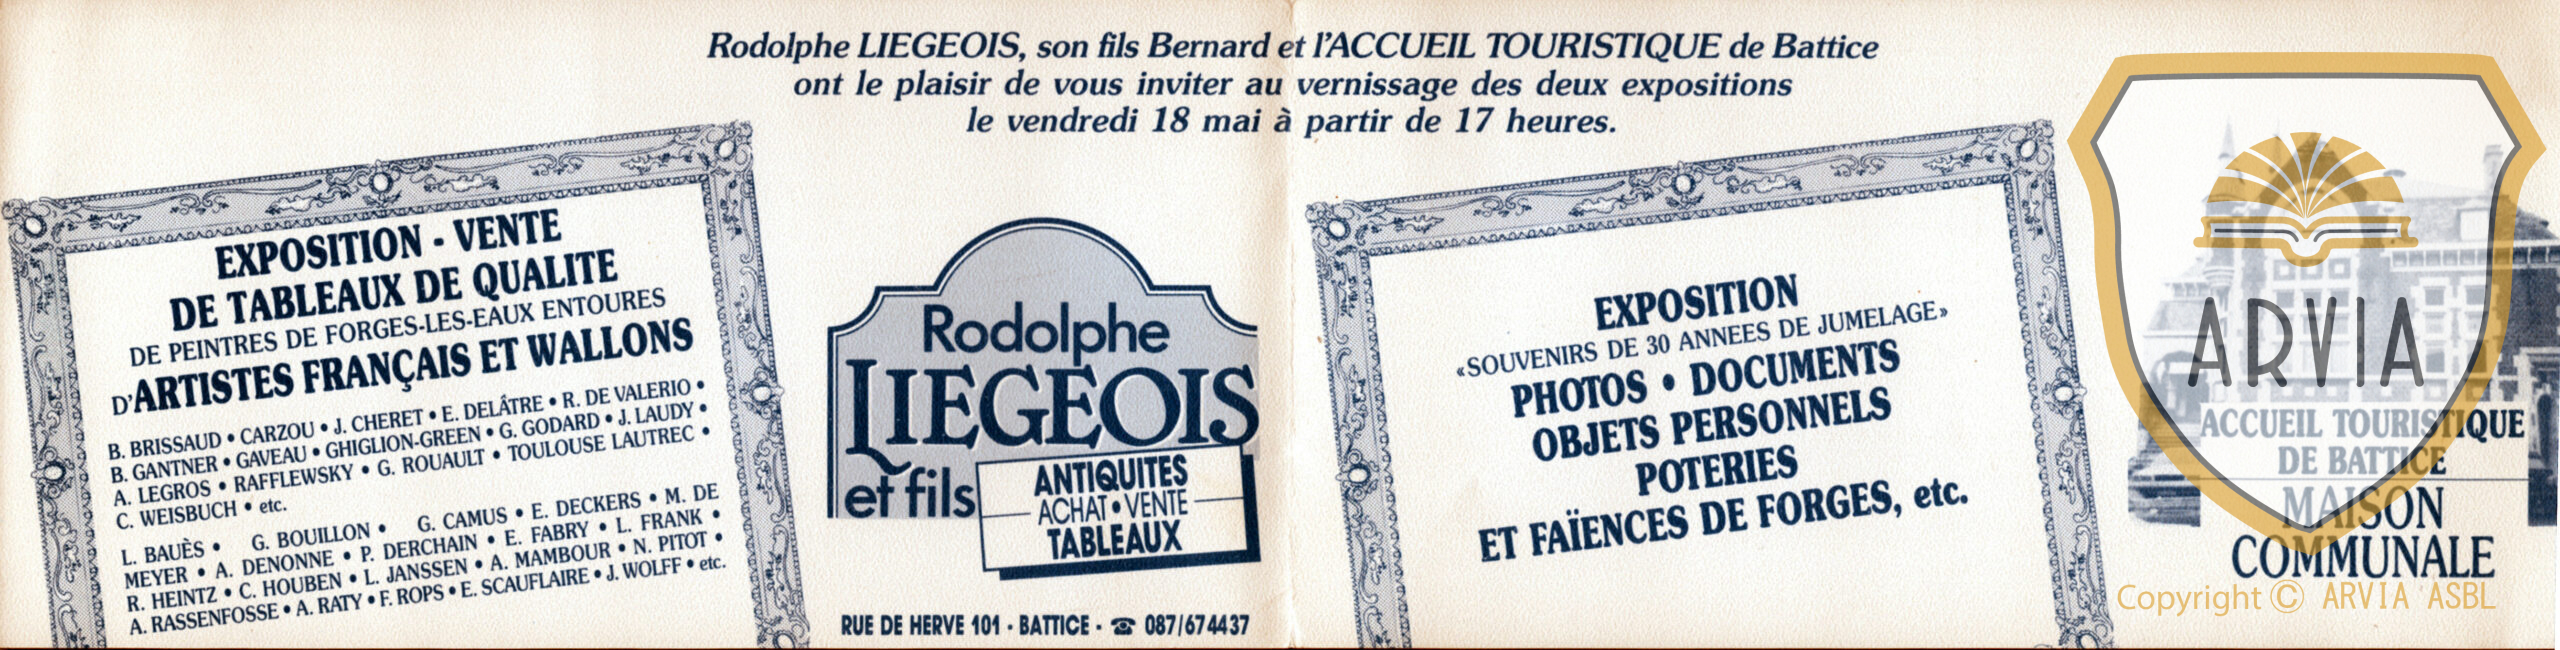 Rodolphe LIEGEOIS, son fils Bernard et l'ACCUEIL TOURISTIQUE de Battice
ont le plaisir de vous inviter au vernissage des deux expositions
le vendredi 18 mai à partir de 17 heures.
EXPOSITION - VENTE
DE TABLEAUX DE QUALITE
DE PEINTRES DE FORGES-LES-EAUX ENTOURES
D'ARTISTES FRANÇAIS ET WALLONS
B. BRISSAUD • CARZOU • J. CHERET • E. DELÂTRE • R. DE VALERIO •
B. GANTNER • GAVEAU • GHIGLION-GREEN • G. GODARD • J. LAUDY •
A. LEGROS • RAFFLEWSKY • G. ROUAULT • TOULOUSE LAUTREC •
C. WEISBUCH • etc.
L. BAUÈS • G. BOUILLON • G. CAMUS • E. DECKERS • M. DE
MEYER • A. DENONNE • P. DERCHAIN • E. FABRY • L. FRANK •
R. HEINTZ • C. HOUBEN • L. JANSSEN • A. MAMBOUR • N. PITOT •
A. RASSENFOSSE • A. RATY • F. ROPS • E. SCAUFLAIRE • J. WOLFF • etc.
Rodolphe
LIEGEOIS
et fils
ANTIQUITES
ACHAT • VENTE
TABLEAUX
RUE DE HERVE 101 - BATTICE - ☎ 087/674437
EXPOSITION
«SOUVENIRS DE 30 ANNEES DE JUMELAGE»
PHOTOS • DOCUMENTS
OBJETS PERSONNELS
POTERIES
ET FAÏENCES DE FORGES, etc.
ARVIA
ACCUEIL TOURISTIQUE
DE BATTICE
MAISON
COMMUNALE
Copyright © ARVIA ASBL